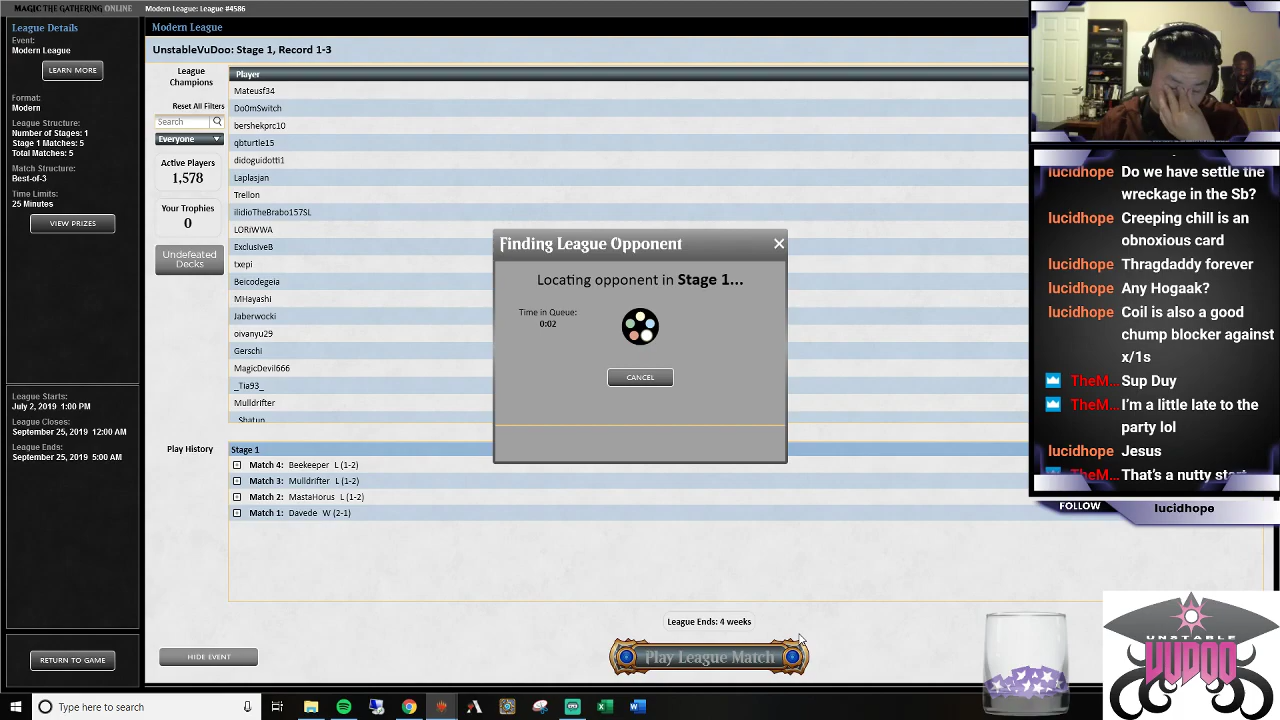 MAGIC THE GATHERING ONLINE
Modern League: League #4586
League Details
Event:
Modern League
LEARN MORE
Format:
Modern
League Structure:
Number of Stages: 1
Stage 1 Matches: 5
Total Matches: 5
Match Structure:
Best-of-3
Time Limits:
25 Minutes
VIEW PRIZES
League Starts:
July 2, 2019 1:00 PM
League Closes:
September 25, 2019 12:00 AM
League Ends:
September 25, 2019 5:00 AM
RETURN TO GAME
Modern League
UnstableVuDoo: Stage 1, Record 1-3
League
Champions
Reset All Filters
Search
Everyone
Active Players
1,578
Your Trophies
0
Undefeated
Decks
Player
Mateusf34
Do0mSwitch
bershekprc10
qbturtle15
didoguidotti1
Laplasjan
Trellon
ilidioTheBrabo157SL
LORiWWA
ExclusiveB
txepi
Beicodegeia
MHayashi
Jaberwocki
oivanyu29
Gerschi
MagicDevil666
_Tia93_
Mulldrifter
Shatun
Finding League Opponent
Locating opponent in Stage 1...
Time in Queue:
0:02
CANCEL
Play History
Stage 1
Match 4: Beekeeper L (1-2)
Match 3: Mulldrifter L (1-2)
Match 2: MastaHorus L (1-2)
Match 1: Davede W (2-1)
League Ends: 4 weeks
HIDE EVENT
Play League Match
lucidhope Do we have settle the
wreckage in the Sb?
lucidhope Creeping chill is an
obnoxious card
lucidhope Thragdaddy forever
lucidhope Any Hogaak?
lucidhope Coil is also a good
chump blocker against
x/1s
TheM... Sup Duy
TheM... I'm a little late to the
party lol
lucidhope Jesus
TheM... That's a nutty start
FOLLOW lucidhope
UNSTABLE
VUDOO
Type here to search